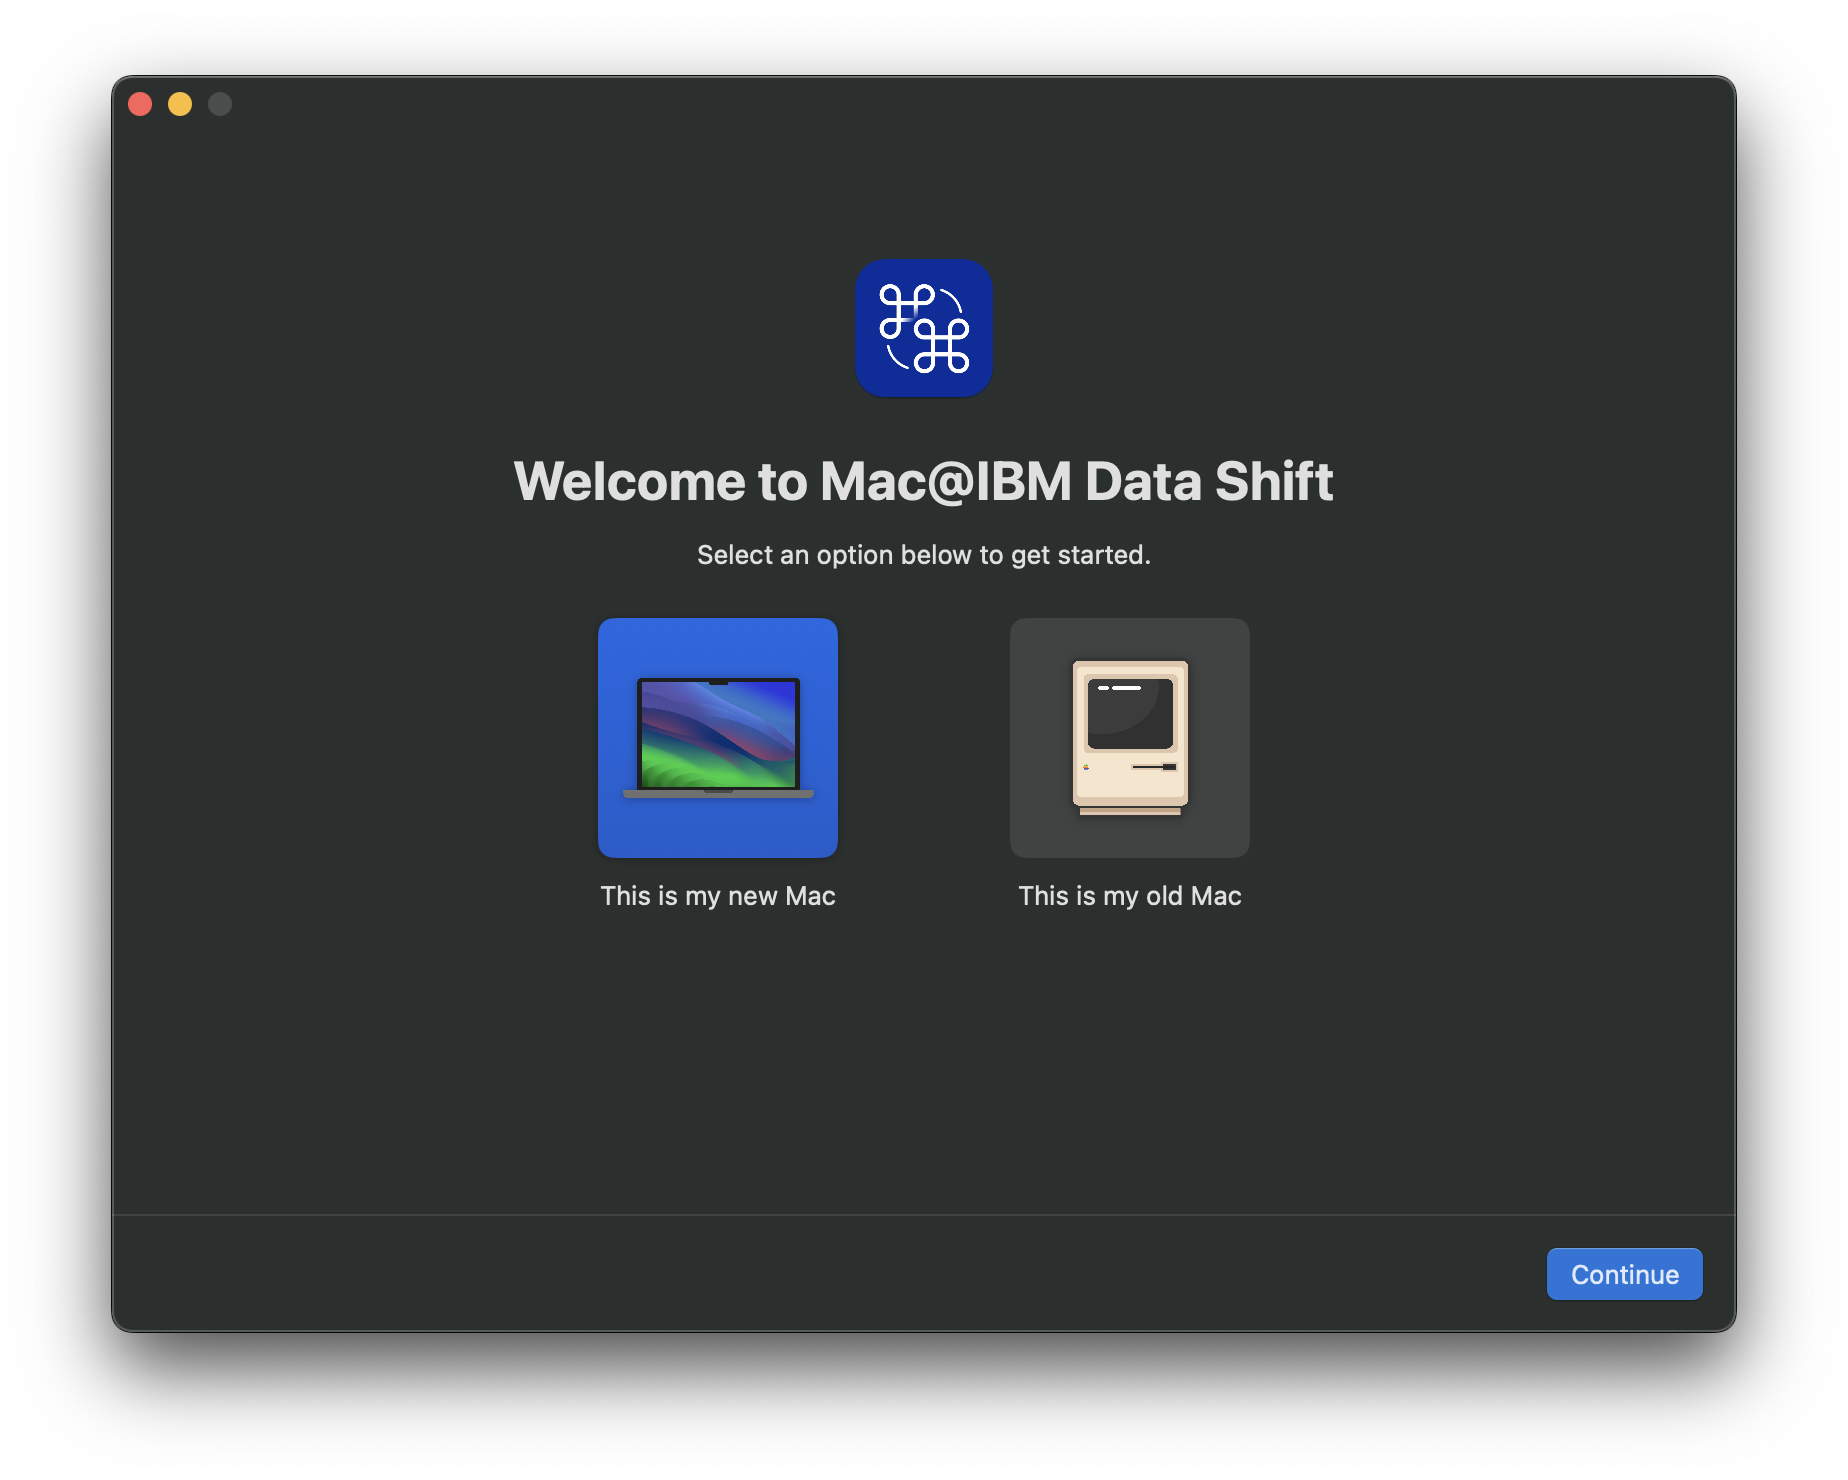 Welcome to Mac@IBM Data Shift
Select an option below to get started.
This is my new Mac
This is my old Mac
Continue